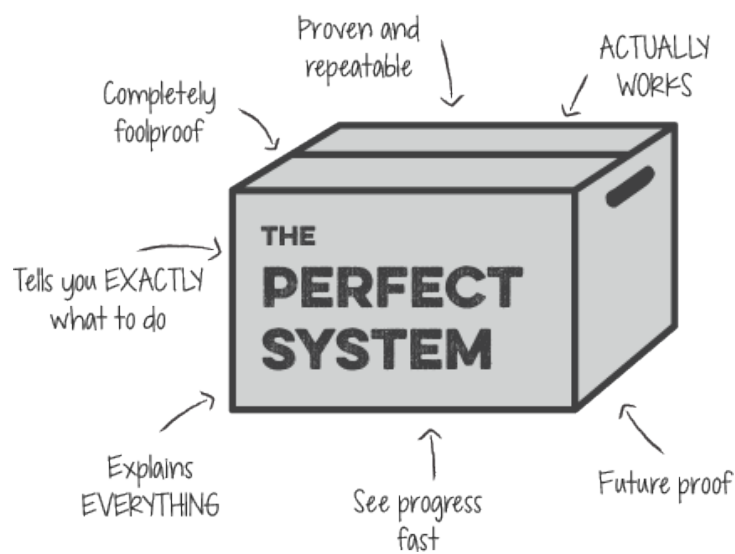 Proven and
repeatable
ACTUALLY
WORKS
Completely
foolproof
THE
PERFECT
SYSTEM
Tells you EXACTLY
what to do
Explains
EVERYTHING
See progress
fast
Future proof